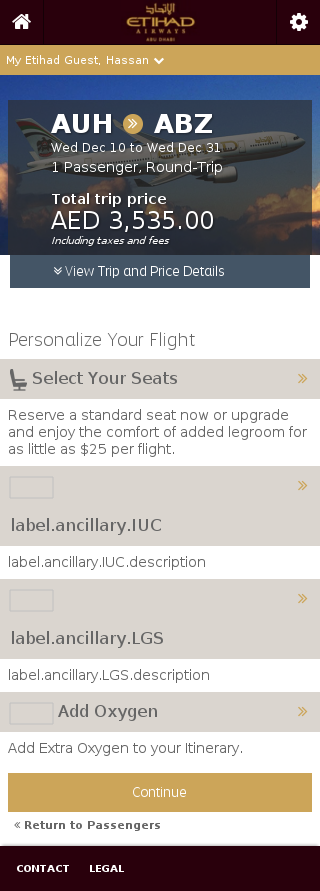 الإتحاد
ETIHAD
AIRWAYS
ABU DHABI
My Etihad Guest, Hassan
AUH ABZ
Wed Dec 10 to Wed Dec 31
1 Passenger, Round-Trip
Total trip price
AED 3,535.00
Including taxes and fees
View Trip and Price Details
Personalize Your Flight
Select Your Seats
Reserve a standard seat now or upgrade
and enjoy the comfort of added legroom for
as little as $25 per flight.
label.ancillary.IUC
label.ancillary.IUC.description
label.ancillary.LGS
label.ancillary.LGS.description
Add Oxygen
Add Extra Oxygen to your Itinerary.
Continue
Return to Passengers
CONTACT LEGAL